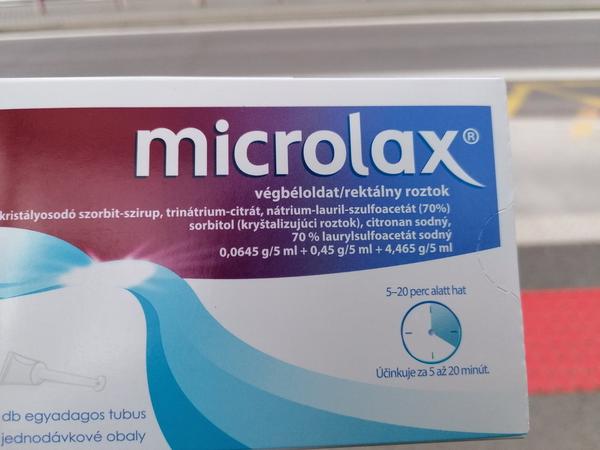 microlax®
végbéloldat/rektálny roztok
kristályosodó szorbit-szirup, trinátrium-citrát, nátrium-lauril-szulfoacetát (70%)
sorbitol (kryštalizujúci roztok), citronan sodný,
70 % laurylsulfoacetát sodný
0,0645 g/5 ml + 0,45 g/5 ml + 4,465 g/5 ml
5–20 perc alatt hat
Účinkuje za 5 až 20 minút.
db egyadagos tubus
jednodávkové obaly